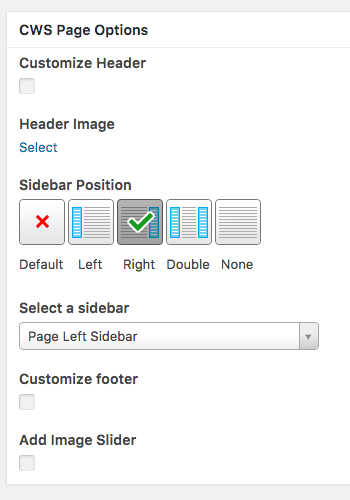 CWS Page Options
Customize Header
Header Image
Select
Sidebar Position
Default Left Right Double None
Select a sidebar
Page Left Sidebar
Customize footer
Add Image Slider